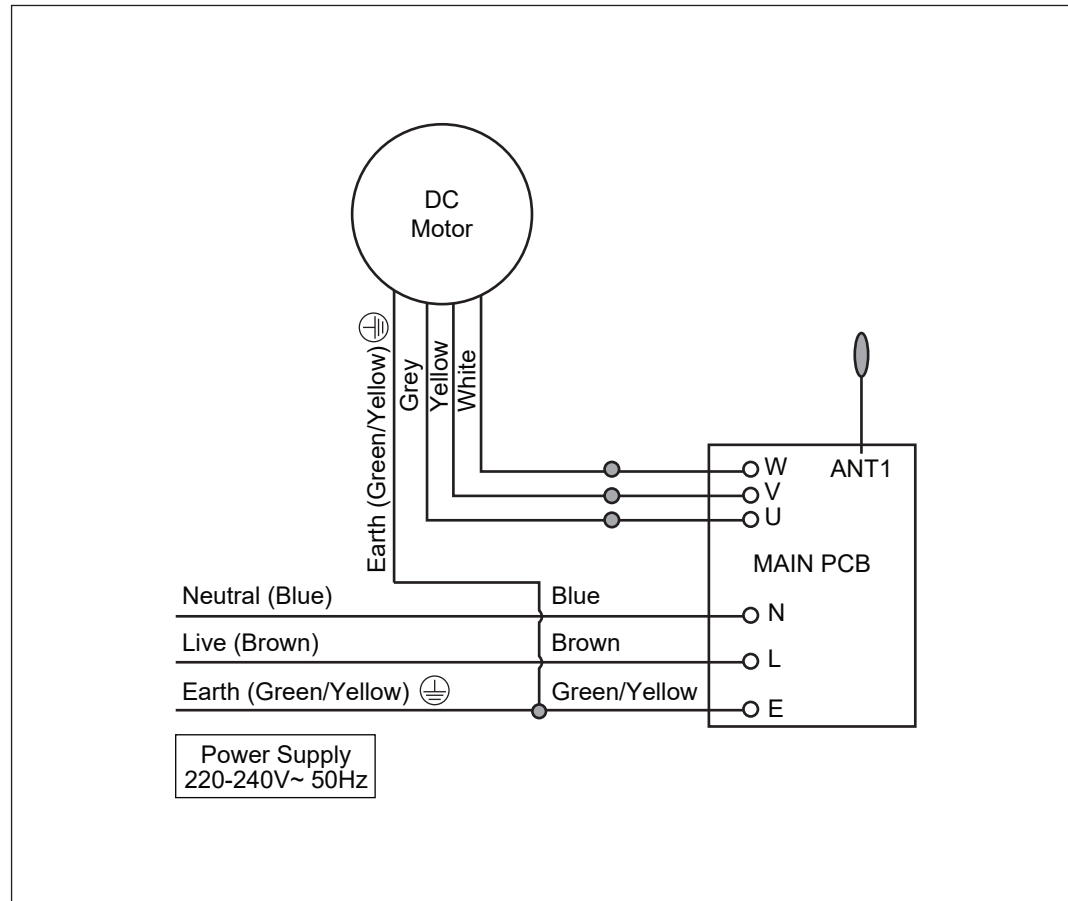 DC
Motor
Earth (Green/Yellow)
Grey
Yellow
White
W
V
U
ANT1
MAIN PCB
Neutral (Blue)
Blue
N
Live (Brown)
Brown
L
Earth (Green/Yellow)
Green/Yellow
E
Power Supply
220-240V~ 50Hz